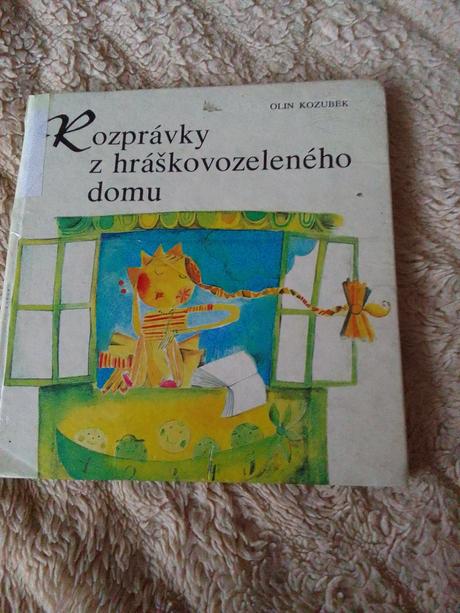 OLIN KOZUBEK
Rozprávky
z hráškovozeleného
domu